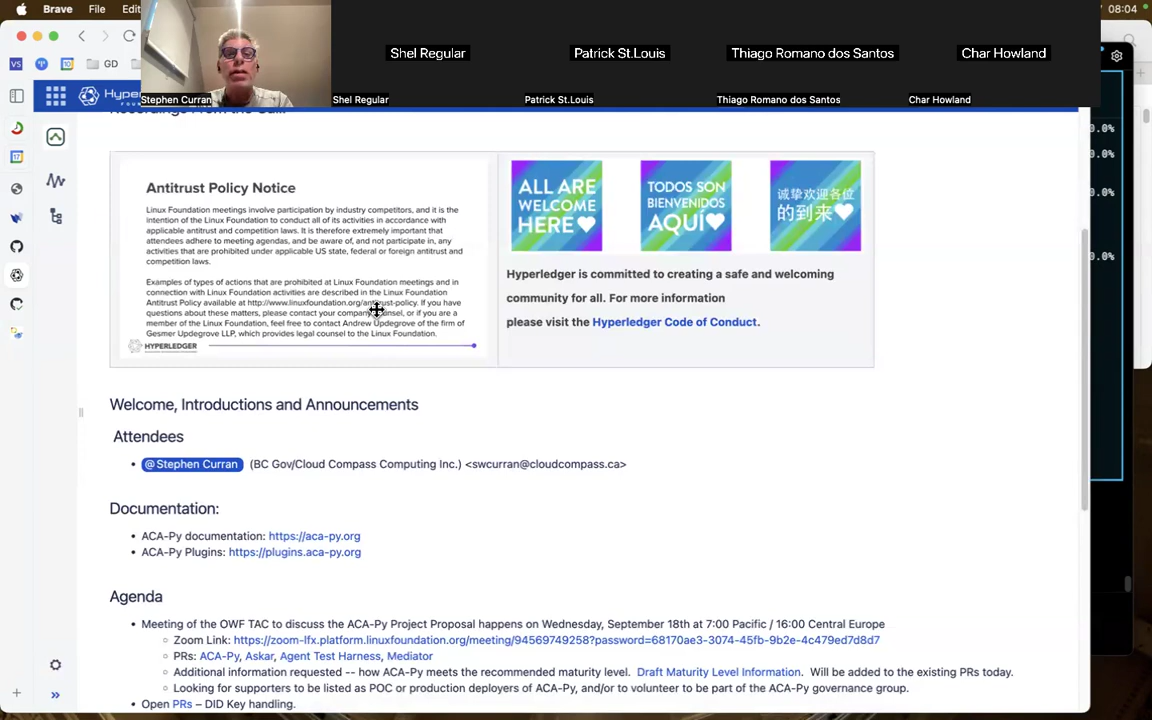 Brave File Edit 08:04
Shel Regular
Patrick St.Louis
Thiago Romano dos Santos
Char Howland
Stephen Curran
Shel Regular
Patrick St.Louis
Thiago Romano dos Santos
Char Howland
GD
Antitrust Policy Notice
Linux Foundation meetings involve participation by industry competitors, and it is the
intention of the Linux Foundation to conduct all of its activities in accordance with
applicable antitrust and competition laws. It is therefore extremely important that
attendees adhere to meeting agendas, and be aware of, and not participate in, any
activities that are prohibited under applicable US state, federal or foreign antitrust and
competition laws.
Examples of types of actions that are prohibited at Linux Foundation meetings and in
connection with Linux Foundation activities are described in the Linux Foundation
Antitrust Policy available at http://www.linuxfoundation.org/antitrust-policy. If you have
questions about these matters, please contact your company counsel, or if you are a
member of the Linux Foundation, feel free to contact Andrew Updegrove of the firm of
Gesmer Updegrove LLP, which provides legal counsel to the Linux Foundation.
HYPERLEDGER
ALL ARE
WELCOME
HERE
TODOS SON
BIENVENIDOS
AQUÍ
诚挚欢迎各位
的到来
Hyperledger is committed to creating a safe and welcoming
community for all. For more information
please visit the Hyperledger Code of Conduct.
Welcome, Introductions and Announcements
Attendees
• @Stephen Curran (BC Gov/Cloud Compass Computing Inc.) <swcurran@cloudcompass.ca>
Documentation:
• ACA-Py documentation: https://aca-py.org
• ACA-Py Plugins: https://plugins.aca-py.org
Agenda
• Meeting of the OWF TAC to discuss the ACA-Py Project Proposal happens on Wednesday, September 18th at 7:00 Pacific / 16:00 Central Europe
○ Zoom Link: https://zoom-lfx.platform.linuxfoundation.org/meeting/94569749258?password=68170ae3-3074-45fb-9b2e-4c479ed7d8d7
○ PRs: ACA-Py, Askar, Agent Test Harness, Mediator
○ Additional information requested -- how ACA-Py meets the recommended maturity level. Draft Maturity Level Information. Will be added to the existing PRs today.
○ Looking for supporters to be listed as POC or production deployers of ACA-Py, and/or to volunteer to be part of the ACA-Py governance group.
• Open PRs – DID Key handling.